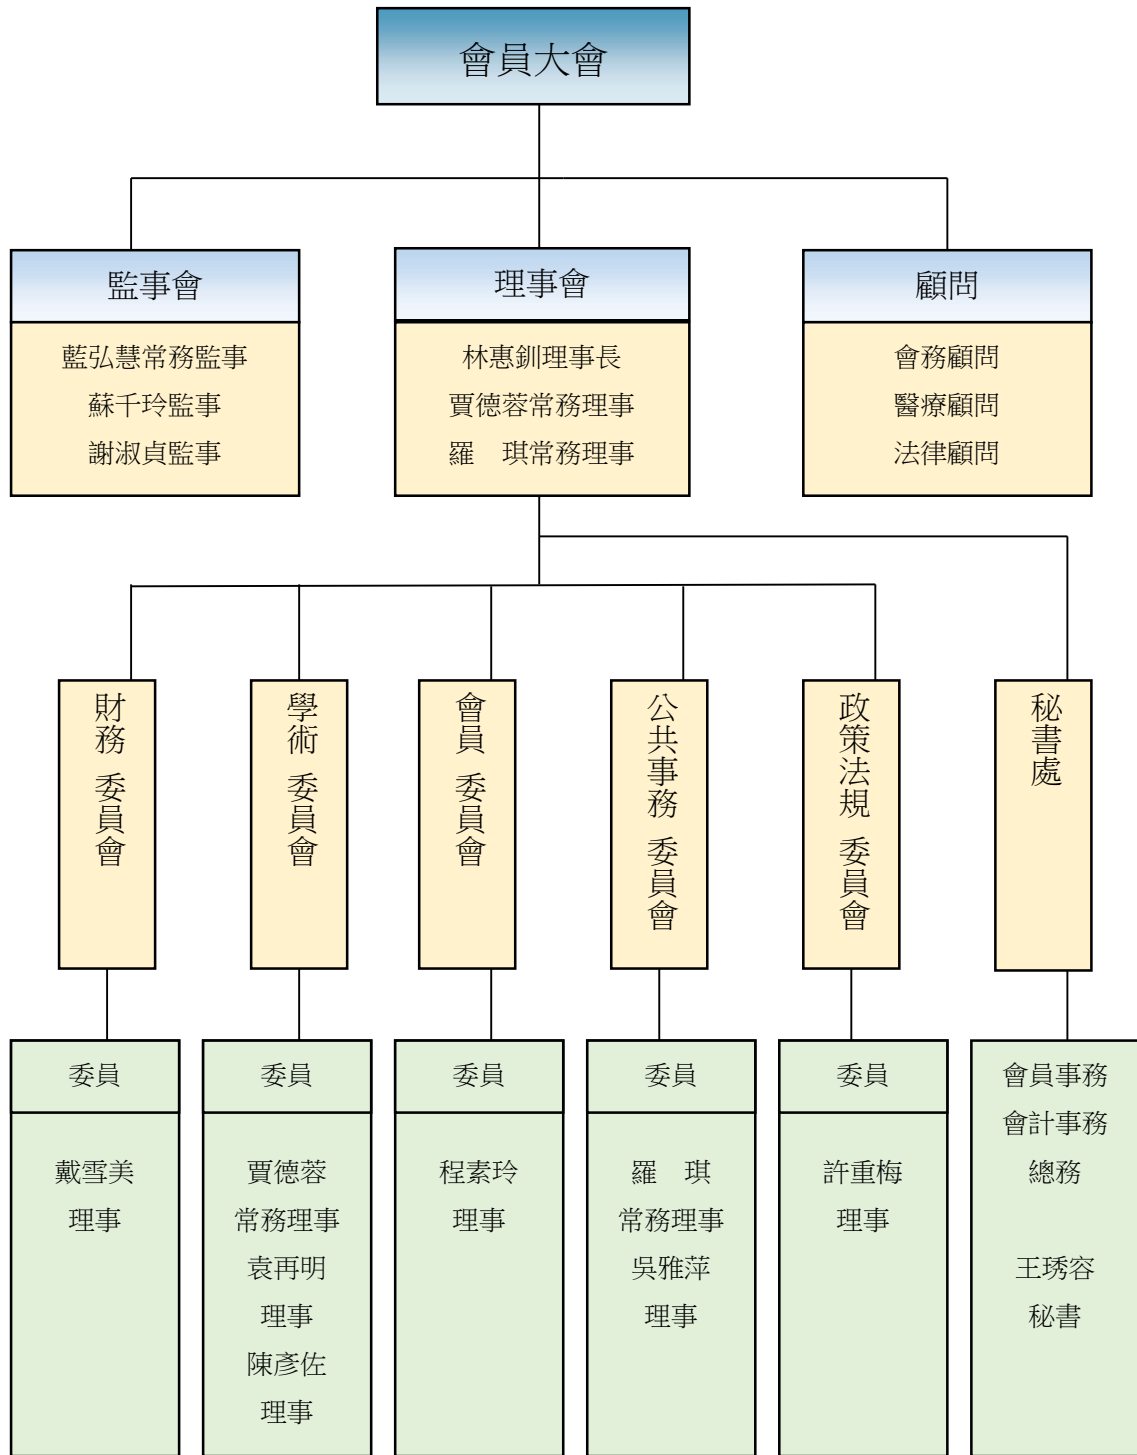 會員大會
監事會
藍弘慧常務監事
蘇千玲監事
謝淑貞監事
理事會
林惠釧理事長
賈德蓉常務理事
羅　琪常務理事
顧問
會務顧問
醫療顧問
法律顧問
財務 委員會
學術 委員會
會員 委員會
公共事務 委員會
政策法規 委員會
秘書處
委員
戴雪美
理事
委員
賈德蓉
常務理事
袁再明
理事
陳彥佐
理事
委員
程素玲
理事
委員
羅　琪
常務理事
吳雅萍
理事
委員
許重梅
理事
會員事務
會計事務
總務
王琇容
秘書